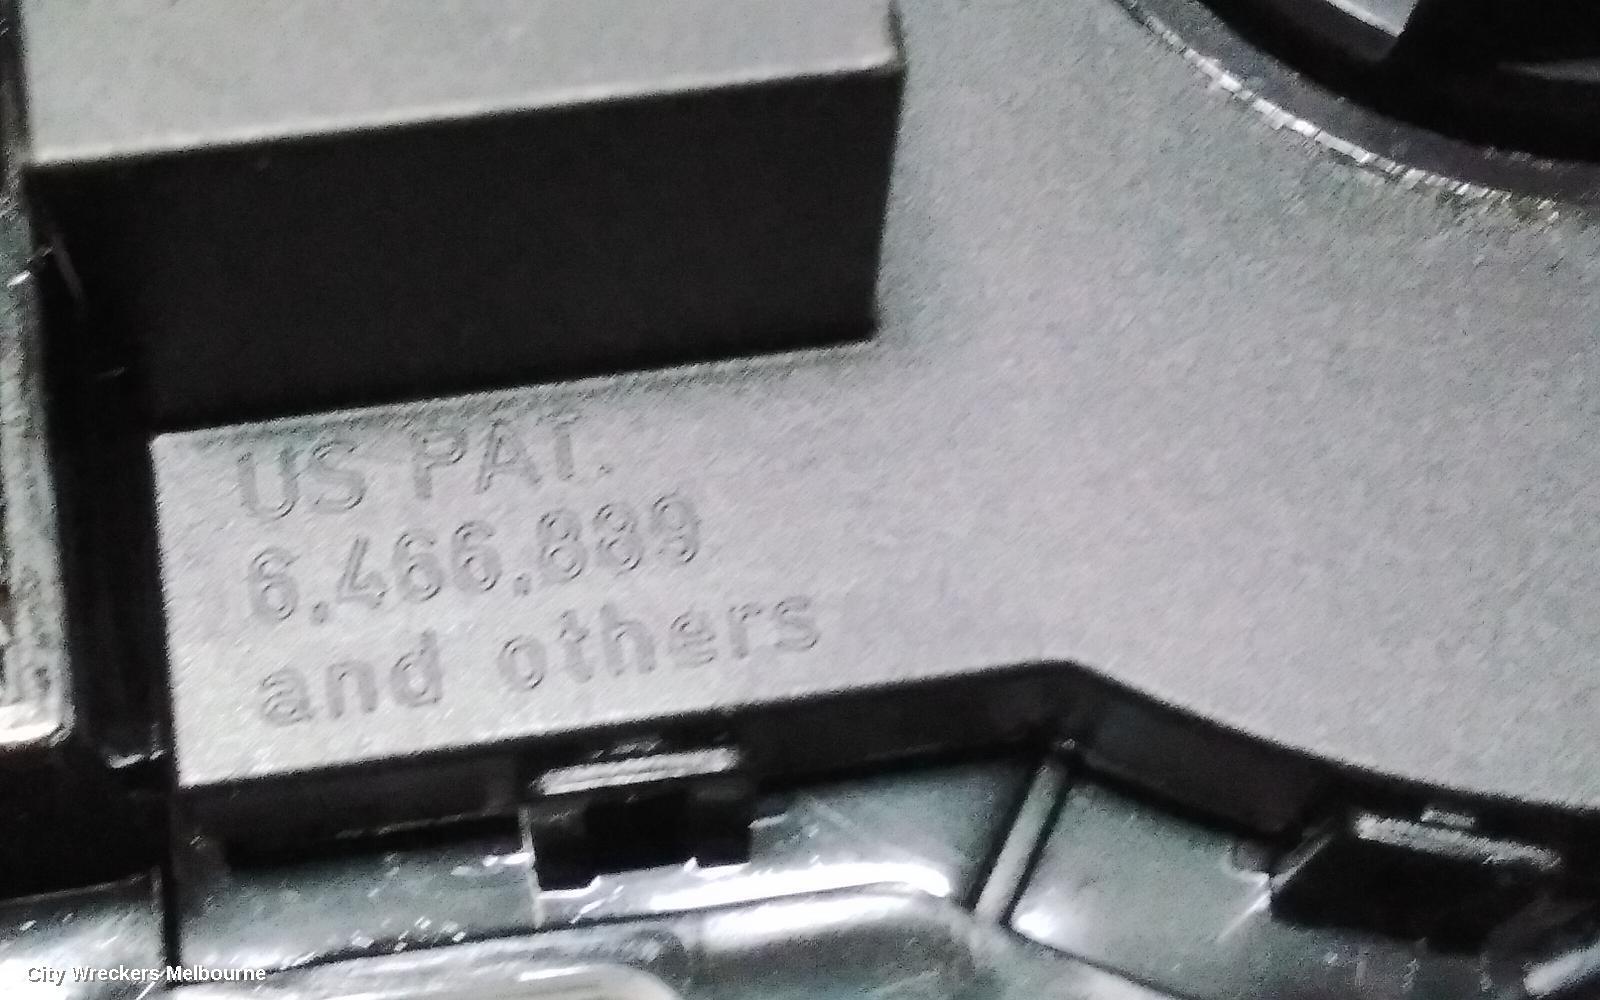 US PAT.
6,466,889
and others
City Wreckers Melbourne